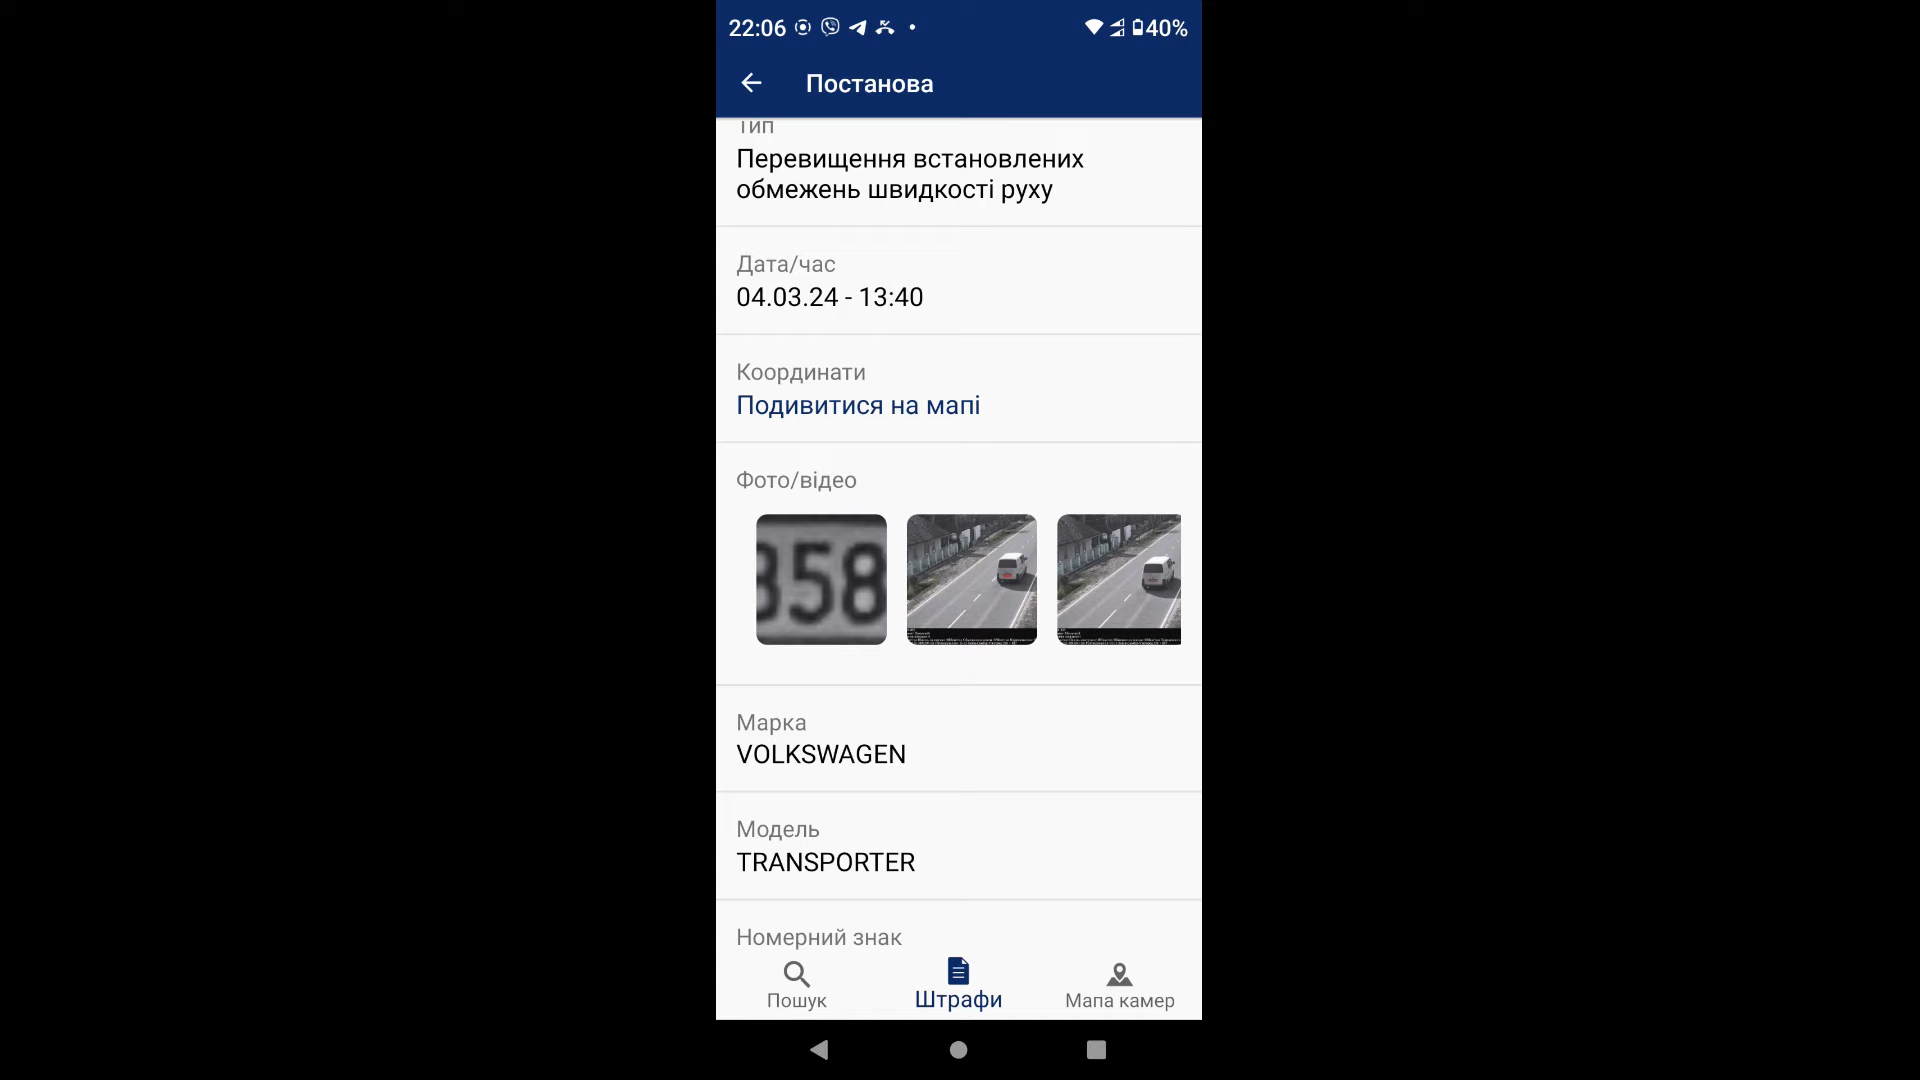 22:06
40%
Постанова
Тип
Перевищення встановлених
обмежень швидкості руху
Дата/час
04.03.24 - 13:40
Координати
Подивитися на мапі
Фото/відео
358
Марка
VOLKSWAGEN
Модель
TRANSPORTER
Номерний знак
Пошук
Штрафи
Мапа камер